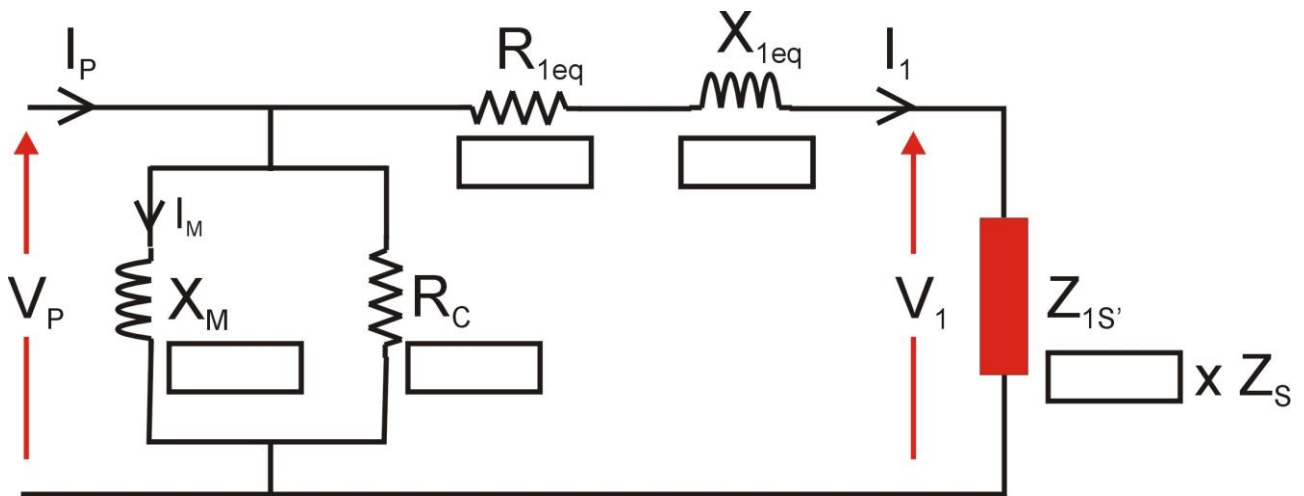 I_P
R_1eq
X_1eq
I_1
I_M
V_P
X_M
R_C
V_1
Z_1S'
x Z_S